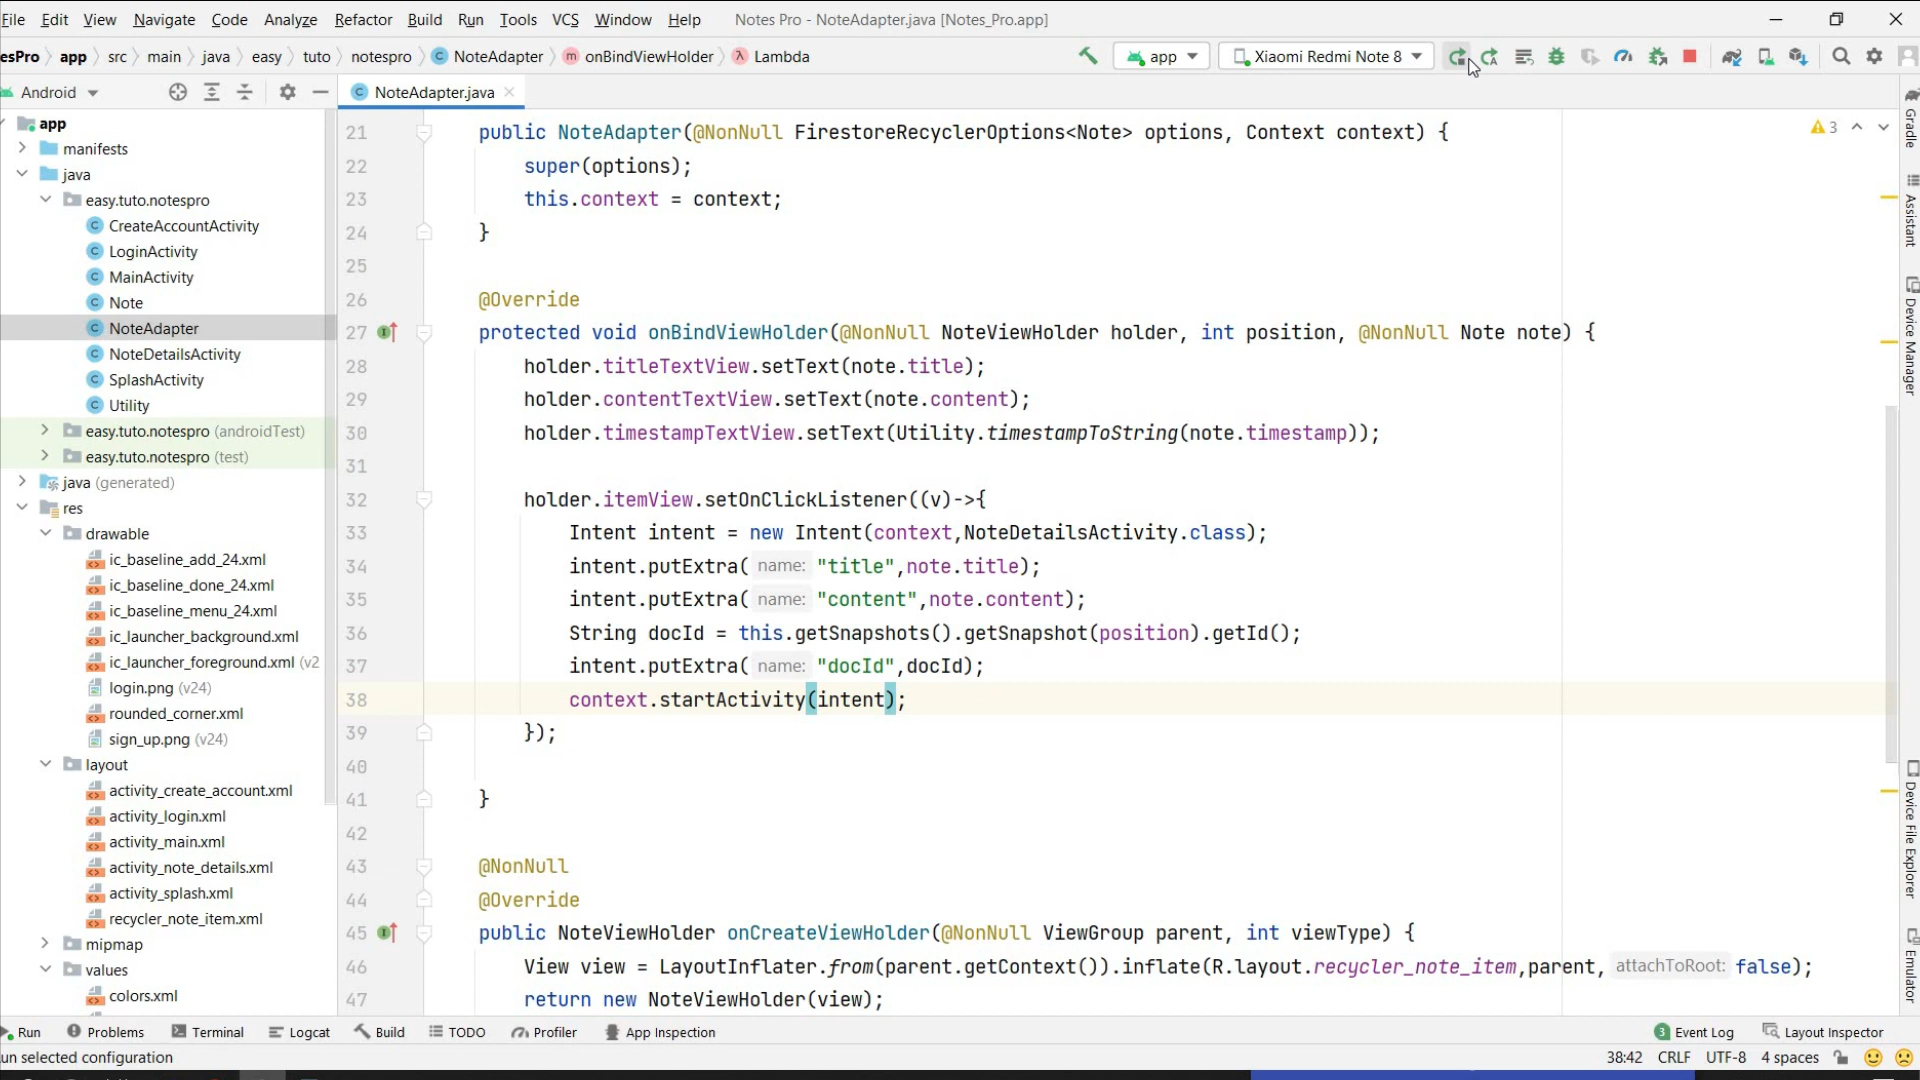 File Edit View Navigate Code Analyze Refactor Build Run Tools VCS Window Help Notes Pro - NoteAdapter.java [Notes_Pro.app]
esPro app src main java easy tuto notespro NoteAdapter onBindViewHolder Lambda app Xiaomi Redmi Note 8
Android
NoteAdapter.java
app
manifests
java
easy.tuto.notespro
CreateAccountActivity
LoginActivity
MainActivity
Note
NoteAdapter
NoteDetailsActivity
SplashActivity
Utility
easy.tuto.notespro (androidTest)
easy.tuto.notespro (test)
java (generated)
res
drawable
ic_baseline_add_24.xml
ic_baseline_done_24.xml
ic_baseline_menu_24.xml
ic_launcher_background.xml
ic_launcher_foreground.xml (v2
login.png (v24)
rounded_corner.xml
sign_up.png (v24)
layout
activity_create_account.xml
activity_login.xml
activity_main.xml
activity_note_details.xml
activity_splash.xml
recycler_note_item.xml
mipmap
values
colors.xml
3
21 public NoteAdapter(@NonNull FirestoreRecyclerOptions<Note> options, Context context) {
22 super(options);
23 this.context = context;
24 }
25
26 @Override
27 protected void onBindViewHolder(@NonNull NoteViewHolder holder, int position, @NonNull Note note) {
28 holder.titleTextView.setText(note.title);
29 holder.contentTextView.setText(note.content);
30 holder.timestampTextView.setText(Utility.timestampToString(note.timestamp));
31
32 holder.itemView.setOnClickListener((v)->{
33 Intent intent = new Intent(context,NoteDetailsActivity.class);
34 intent.putExtra( name: "title",note.title);
35 intent.putExtra( name: "content",note.content);
36 String docId = this.getSnapshots().getSnapshot(position).getId();
37 intent.putExtra( name: "docId",docId);
38 context.startActivity(intent);
39 });
40
41 }
42
43 @NonNull
44 @Override
45 public NoteViewHolder onCreateViewHolder(@NonNull ViewGroup parent, int viewType) {
46 View view = LayoutInflater.from(parent.getContext()).inflate(R.layout.recycler_note_item,parent, attachToRoot: false);
47 return new NoteViewHolder(view);
Gradle
Assistant
Device Manager
Device File Explorer
Emulator
Run Problems Terminal Logcat Build TODO Profiler App Inspection 3 Event Log Layout Inspector
un selected configuration 38:42 CRLF UTF-8 4 spaces